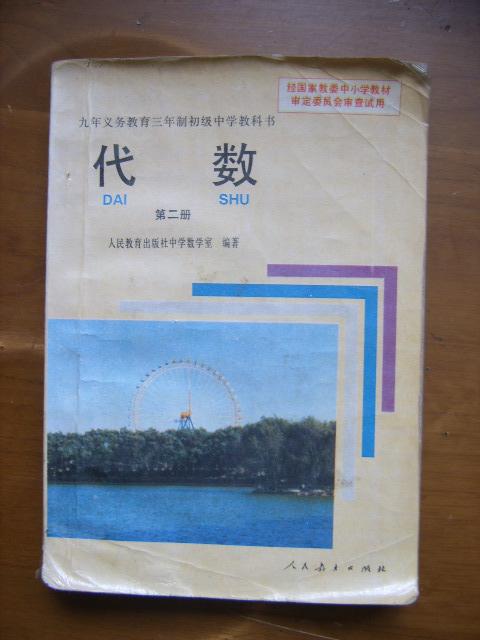 经国家教委中小学教材
审定委员会审查试用
九年义务教育三年制初级中学教科书
代 数
DAI SHU
第二册
人民教育出版社中学数学室 编著
人民教育出版社